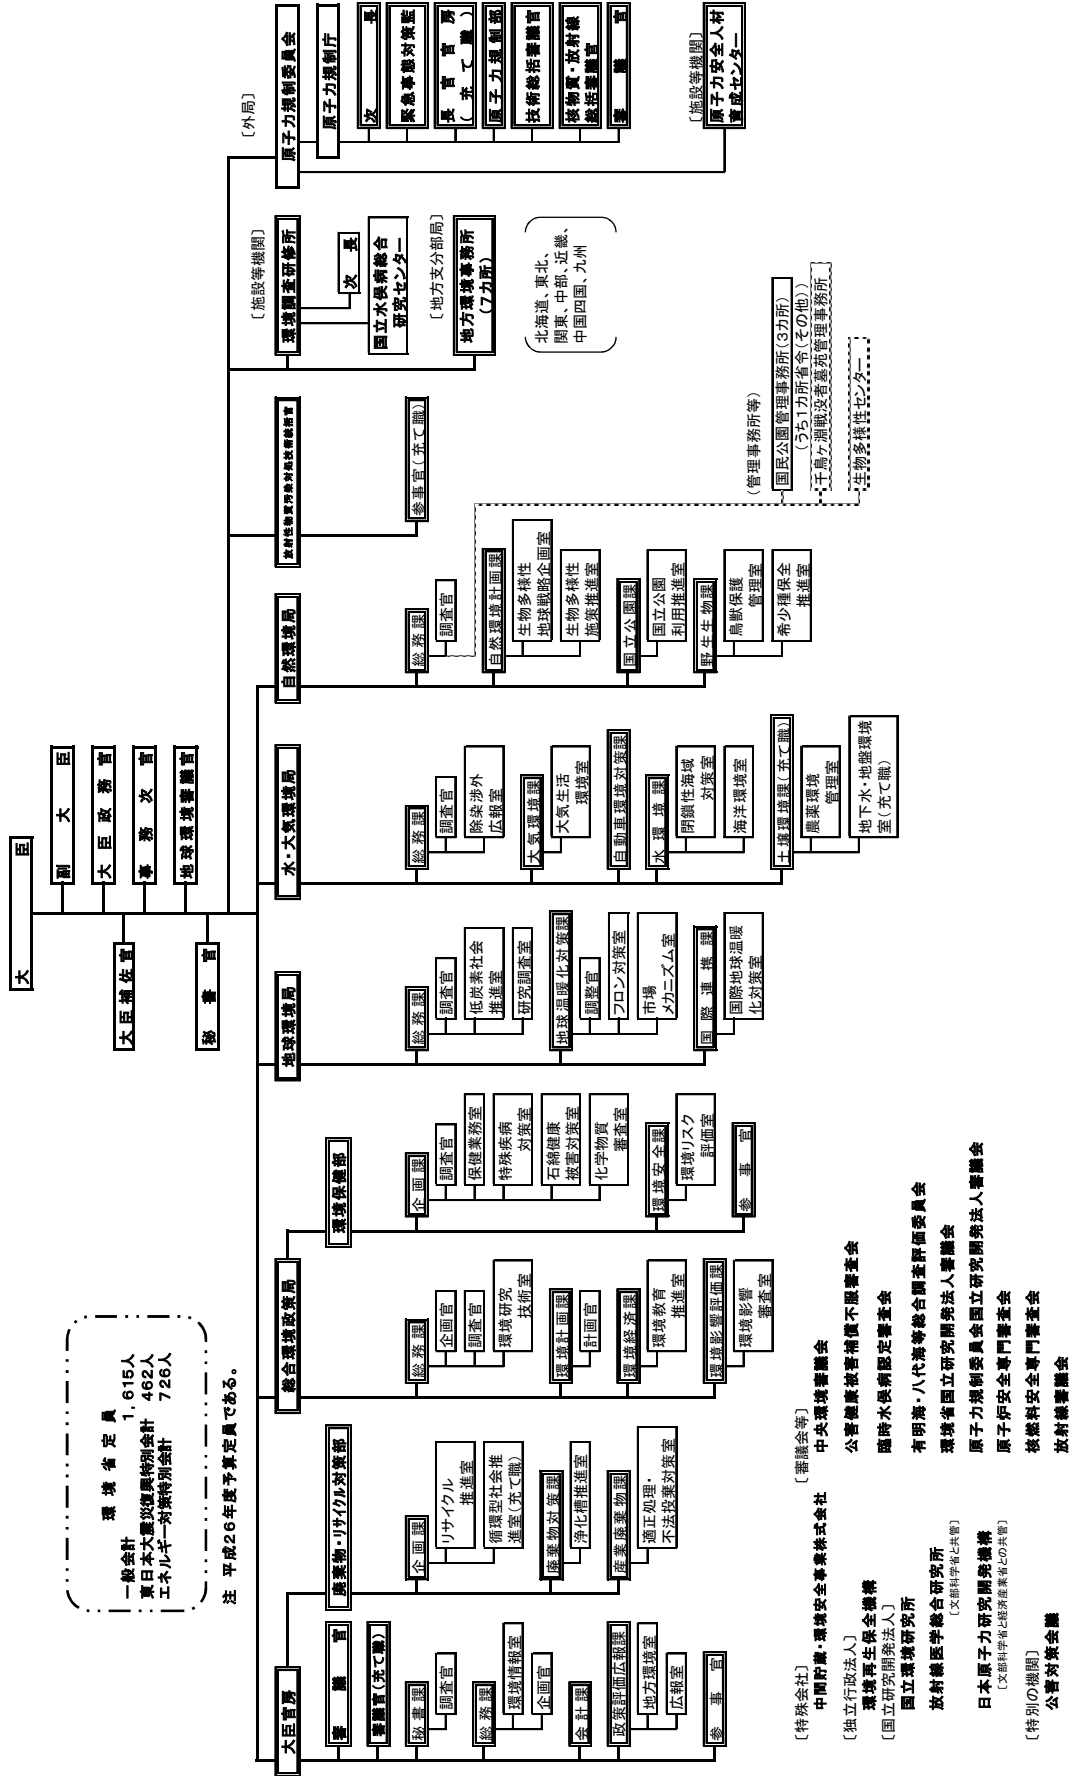 大臣
副大臣
大臣政務官
事務次官
地球環境審議官
大臣補佐官
秘書官
環境省定員
一般会計 1,615人
東日本大震災復興特別会計 462人
エネルギー対策特別会計 726人
注 平成26年度予算定員である。
大臣官房
審議官
審議官(充て職)
秘書課
調査官
総務課
環境情報室
企画官
会計課
政策評価広報課
地方環境室
広報室
参事官
廃棄物・リサイクル対策部
企画課
リサイクル
推進室
循環型社会推
進室(充て職)
廃棄物対策課
浄化槽推進室
産業廃棄物課
適正処理・
不法投棄対策室
総合環境政策局
総務課
企画官
調査官
環境研究
技術室
環境計画課
計画官
環境経済課
環境教育
推進室
環境影響評価課
環境影響
審査室
環境保健部
企画課
調査官
保健業務室
特殊疾病
対策室
石綿健康
被害対策室
化学物質
審査室
環境安全課
環境リスク
評価室
参事官
地球環境局
総務課
調査官
低炭素社会
推進室
研究調査室
地球温暖化対策課
調整官
フロン対策室
市場
メカニズム室
国際連携課
国際地球温暖
化対策室
水・大気環境局
総務課
調査官
除染渉外
広報室
大気環境課
大気生活
環境室
自動車環境対策課
水環境課
閉鎖性海域
対策室
海洋環境室
土壌環境課(充て職)
農薬環境
管理室
地下水・地盤環境
室(充て職)
自然環境局
総務課
調査官
自然環境計画課
生物多様性
地球戦略企画室
生物多様性
施策推進室
国立公園課
国立公園
利用推進室
野生生物課
鳥獣保護
管理室
希少種保全
推進室
(管理事務所等)
国民公園管理事務所(3カ所)
(うち1カ所省令(その他))
千鳥ヶ淵戦没者墓苑管理事務所
生物多様性センター
放射性物質汚染対処技術統括官
参事官(充て職)
[施設等機関]
環境調査研修所
次長
国立水俣病総合
研究センター
[地方支分部局]
地方環境事務所
(7カ所)
北海道、東北、
関東、中部、近畿、
中国四国、九州
[外局]
原子力規制委員会
原子力規制庁
次長
緊急事態対策監
長官官房
(充て職)
原子力規制部
技術総括審議官
核物質・放射線
総括審議官
審議官
[施設等機関]
原子力安全人材
育成センター
[特殊会社]
中間貯蔵・環境安全事業株式会社
[独立行政法人]
環境再生保全機構
[国立研究開発法人]
国立環境研究所
放射線医学総合研究所
[文部科学省と共管]
日本原子力研究開発機構
[文部科学省と経済産業省との共管]
[特別の機関]
公害対策会議
[審議会等]
中央環境審議会
公害健康被害補償不服審査会
臨時水俣病認定審査会
有明海・八代海等総合調査評価委員会
環境省国立研究開発法人審議会
原子力規制委員会国立研究開発法人審議会
原子炉安全専門審査会
核燃料安全専門審査会
放射線審議会